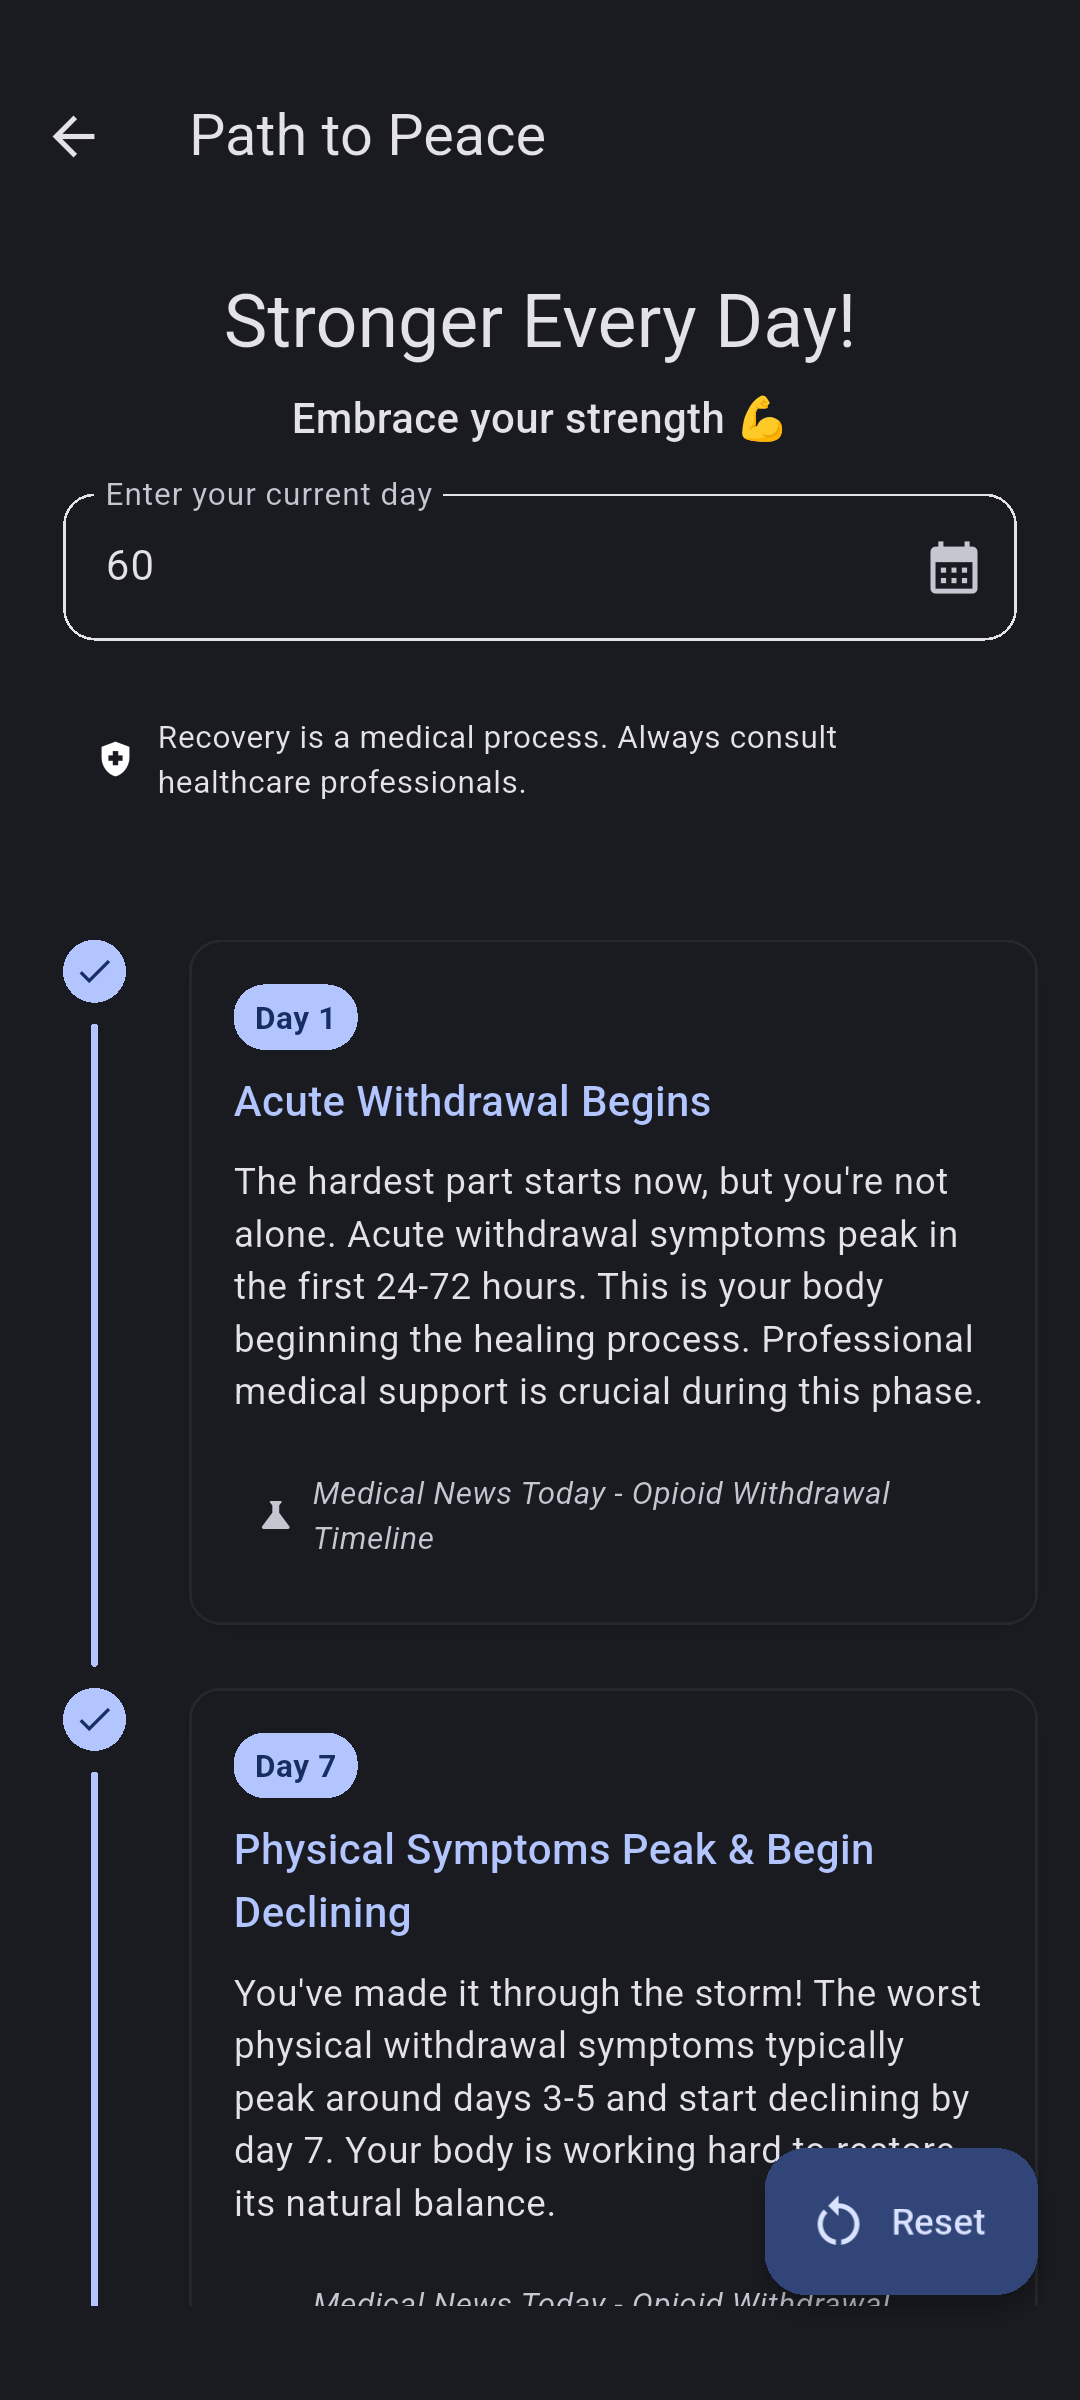 Path to Peace
Stronger Every Day!
Embrace your strength 💪
Enter your current day
60
Recovery is a medical process. Always consult
healthcare professionals.
Day 1
Acute Withdrawal Begins
The hardest part starts now, but you're not
alone. Acute withdrawal symptoms peak in
the first 24-72 hours. This is your body
beginning the healing process. Professional
medical support is crucial during this phase.
Medical News Today - Opioid Withdrawal
Timeline
Day 7
Physical Symptoms Peak & Begin
Declining
You've made it through the storm! The worst
physical withdrawal symptoms typically
peak around days 3-5 and start declining by
day 7. Your body is working hard to restore
its natural balance.
Reset
Medical News Today - Opioid Withdrawal